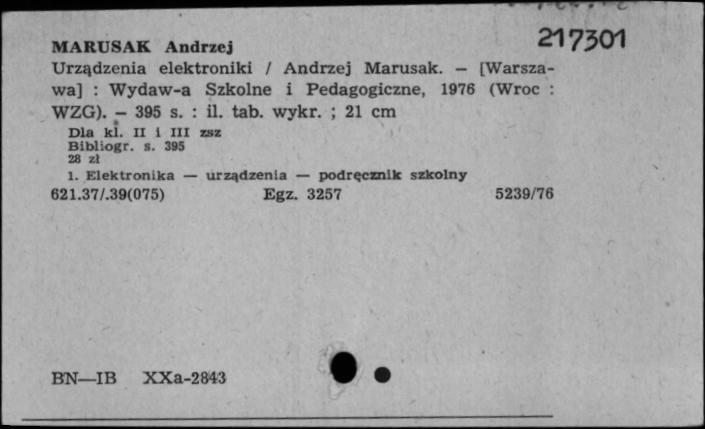 217301
MARUSAK Andrzej
Urządzenia elektroniki / Andrzej Marusak. — [Warsza-
wa] : Wydaw-a Szkolne i Pedagogiczne, 1976 (Wroc :
WZG). — 395 s. : il. tab. wykr. ; 21 cm
Dla kl. II i III zsz
Bibliogr. s. 395
28 zł
1. Elektronika — urządzenia — podręcznik szkolny
621.37/.39(075) Egz. 3257 5239/76
BN—IB XXa-2843